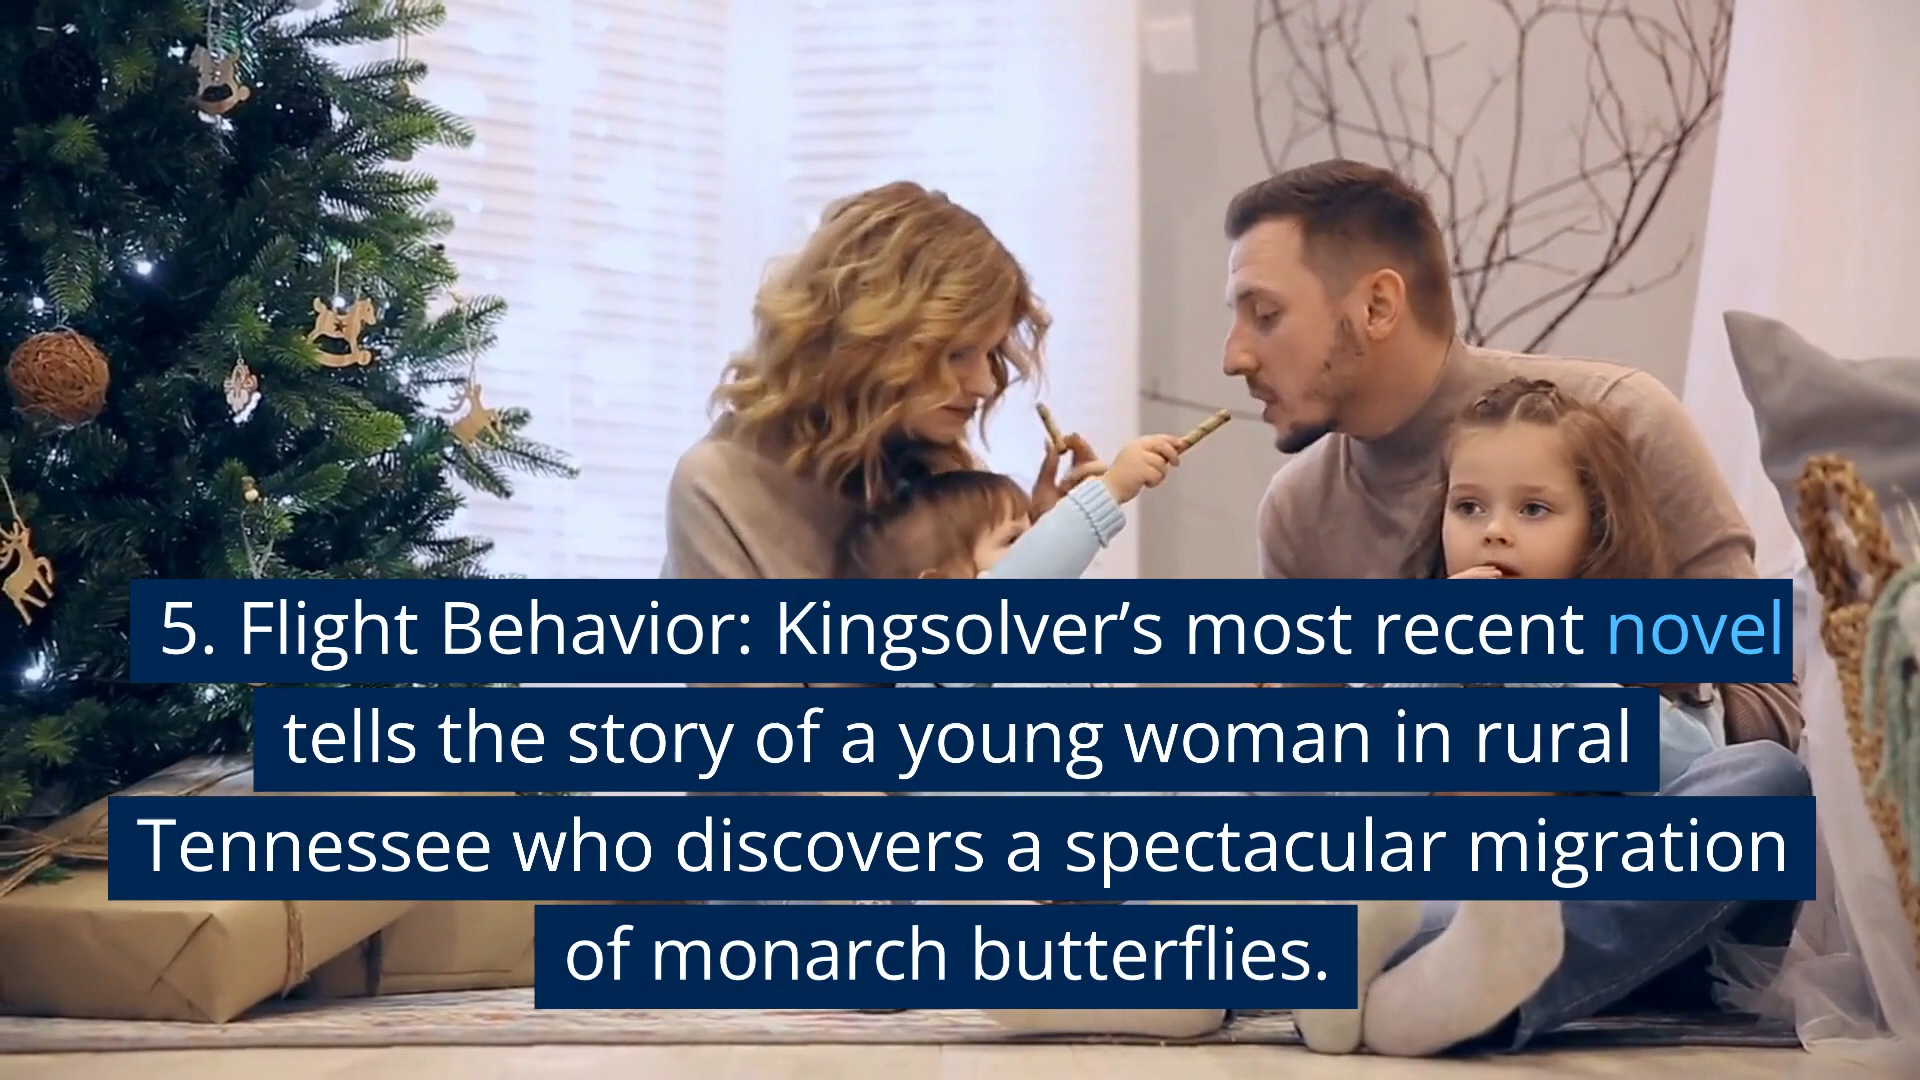 5. Flight Behavior: Kingsolver’s most recent novel
tells the story of a young woman in rural
Tennessee who discovers a spectacular migration
of monarch butterflies.